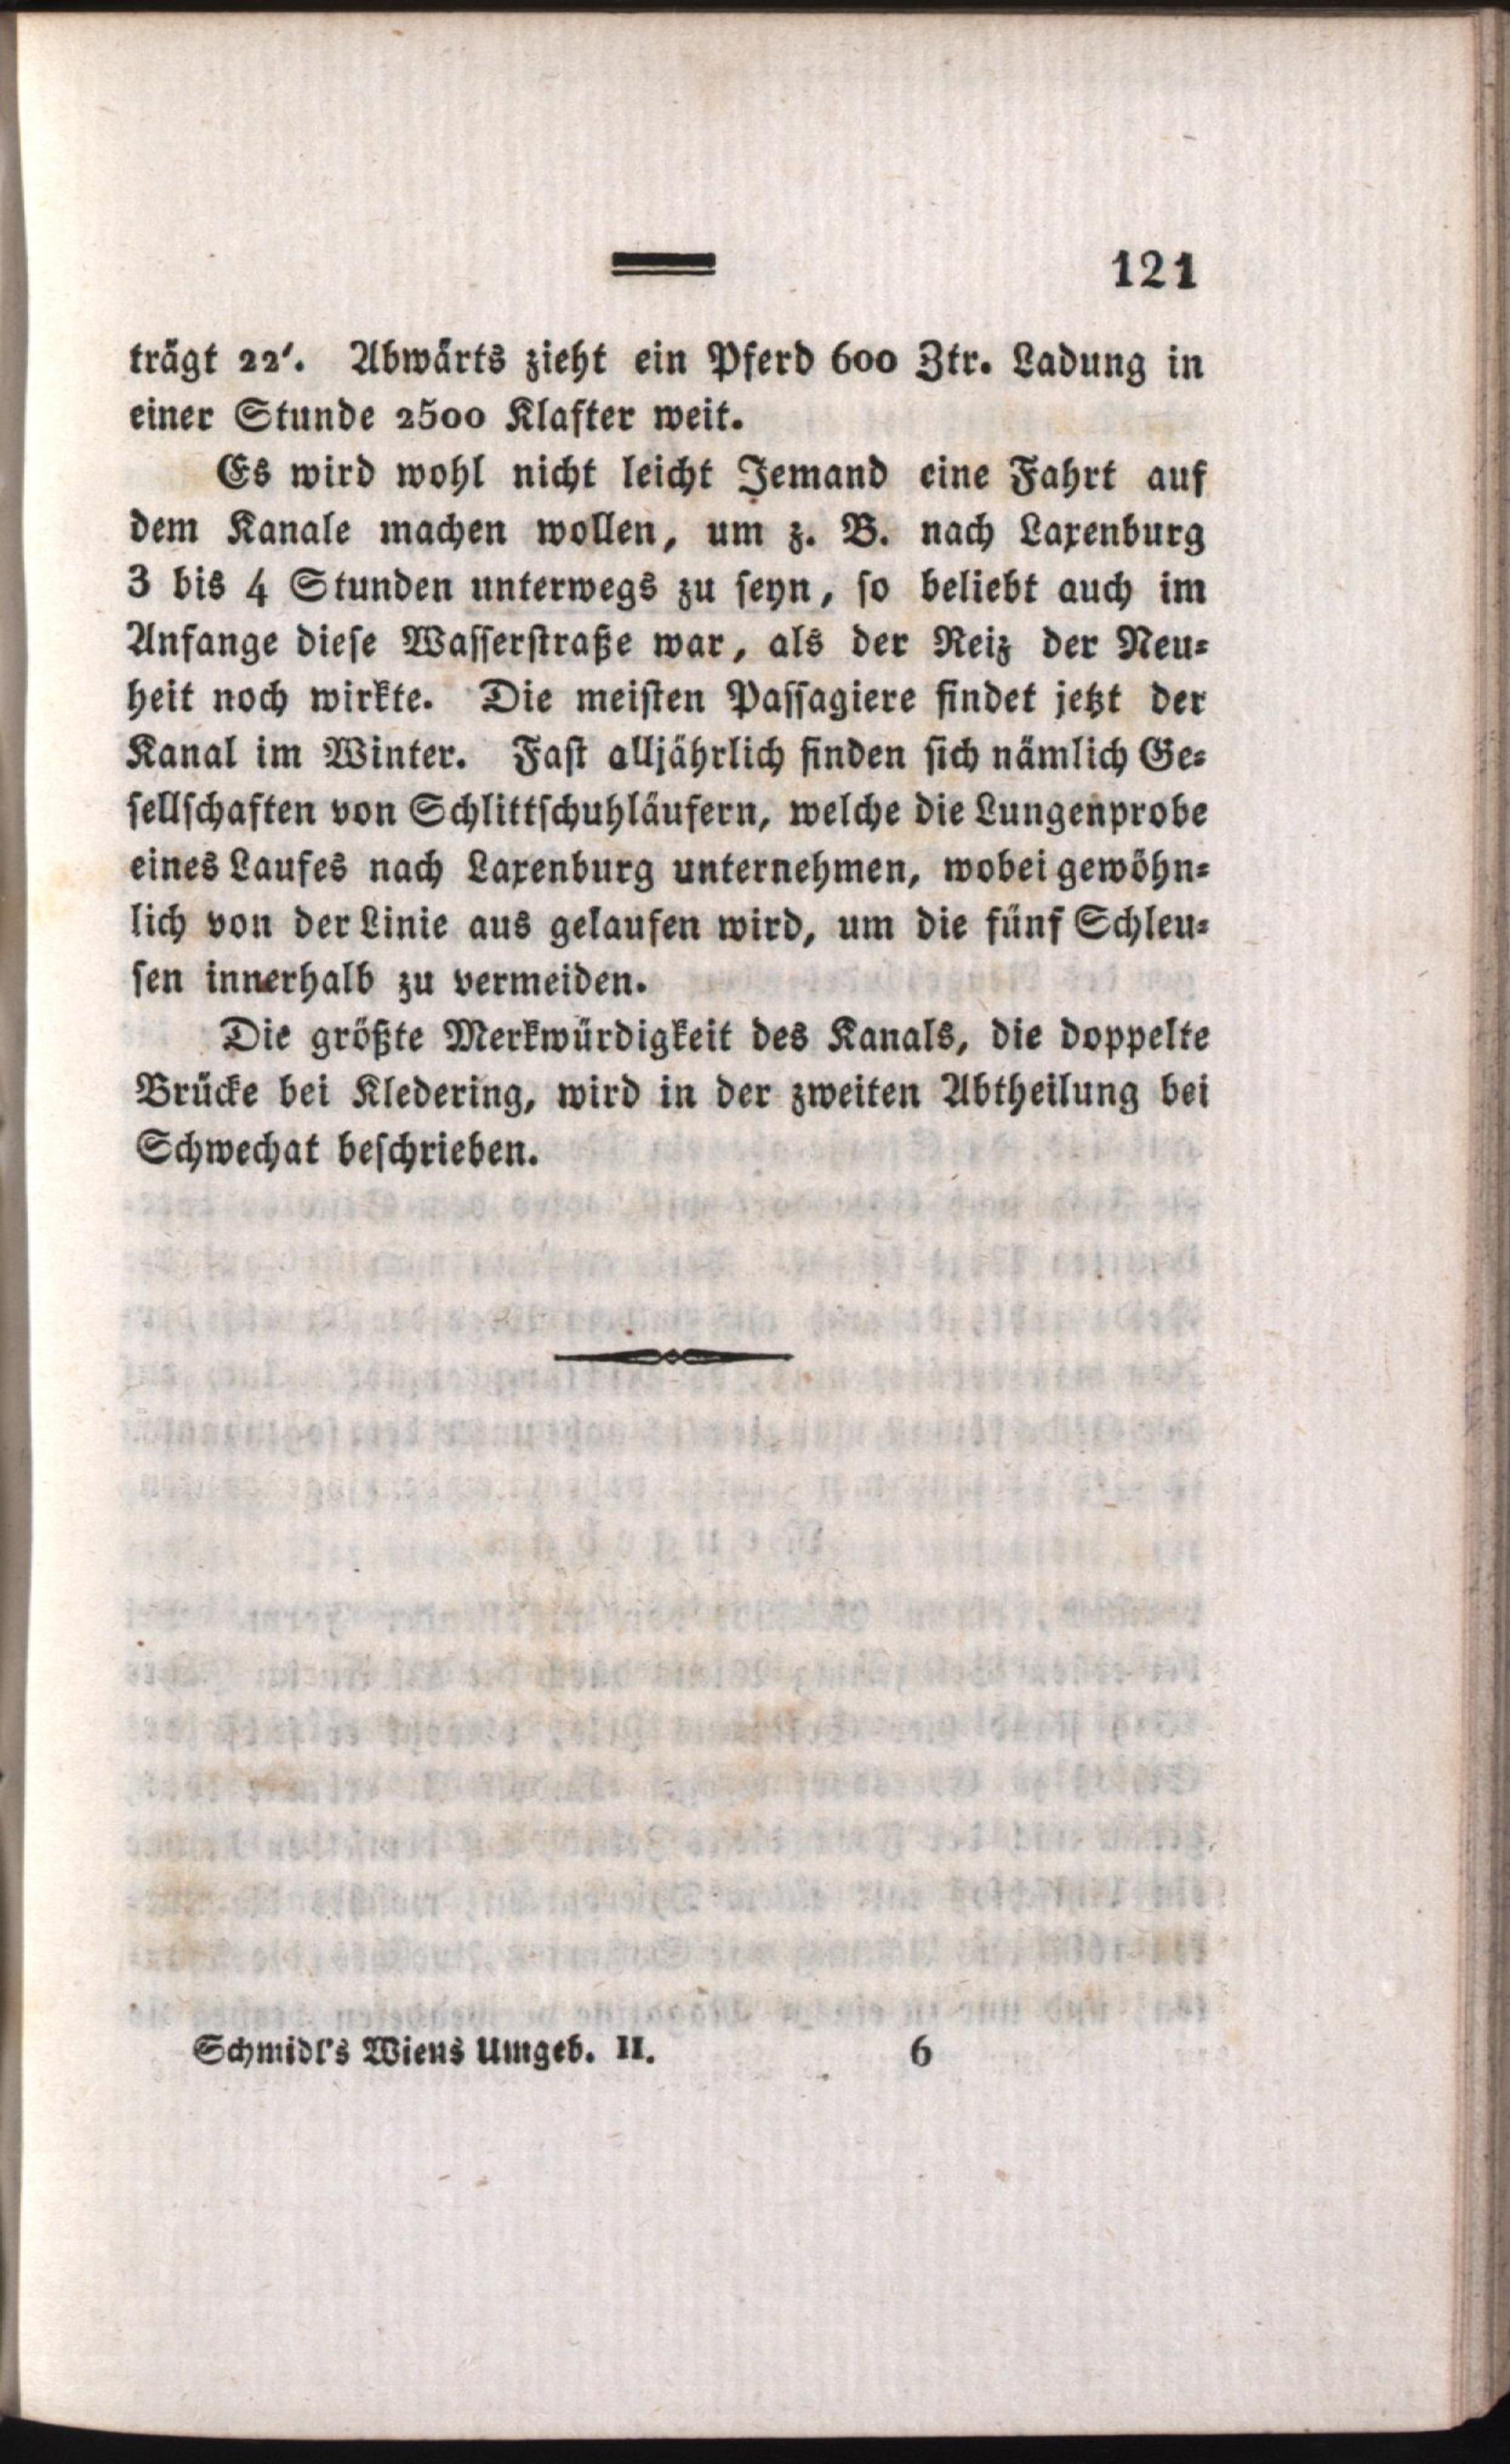 121
trägt 22′. Abwärts zieht ein Pferd 600 Ztr. Ladung in
einer Stunde 2500 Klafter weit.
Es wird wohl nicht leicht Jemand eine Fahrt auf
dem Kanale machen wollen, um z. B. nach Laxenburg
3 bis 4 Stunden unterwegs zu seyn, so beliebt auch im
Anfange diese Wasserstraße war, als der Reiz der Neu-
heit noch wirkte. Die meisten Passagiere findet jetzt der
Kanal im Winter. Fast alljährlich finden sich nämlich Ge-
sellschaften von Schlittschuhläufern, welche die Lungenprobe
eines Laufes nach Laxenburg unternehmen, wobei gewöhn-
lich von der Linie aus gelaufen wird, um die fünf Schleu-
sen innerhalb zu vermeiden.
Die größte Merkwürdigkeit des Kanals, die doppelte
Brücke bei Kledering, wird in der zweiten Abtheilung bei
Schwechat beschrieben.
Schmidl's Wiens Umgeb. II. 6